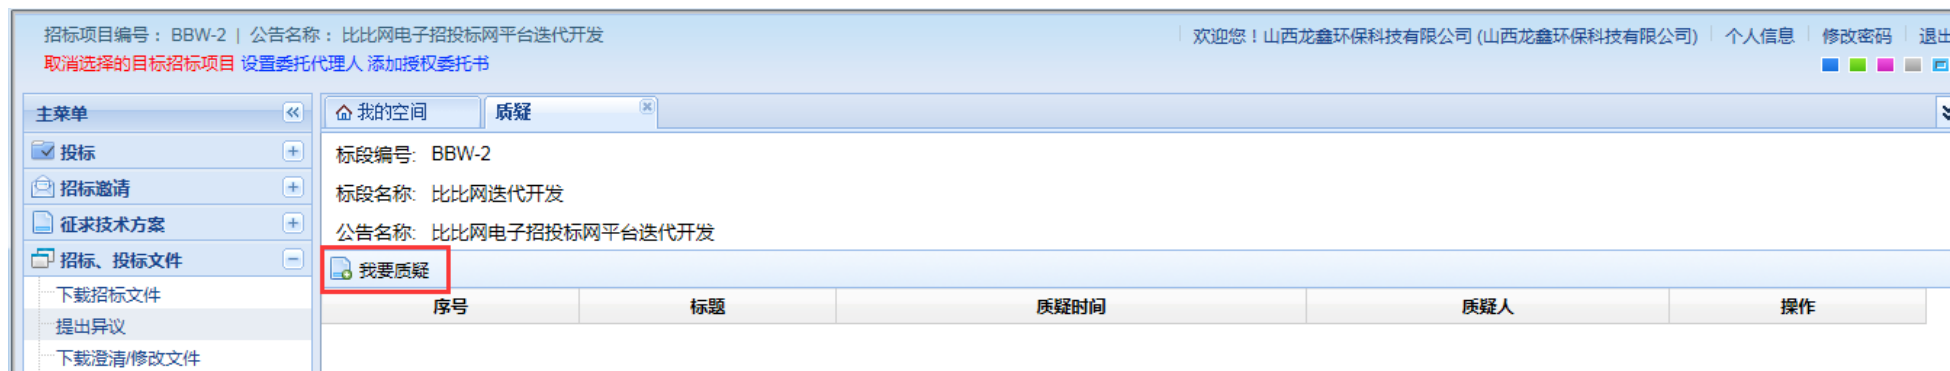 招标项目编号： BBW-2 | 公告名称： 比比网电子招投标网平台迭代开发
欢迎您！山西龙鑫环保科技有限公司 (山西龙鑫环保科技有限公司) 个人信息 修改密码 退出
取消选择的目标招标项目 设置委托代理人 添加授权委托书
主菜单
我的空间 质疑
投标
招标邀请
征求技术方案
招标、投标文件
下载招标文件
提出异议
下载澄清/修改文件
标段编号: BBW-2
标段名称: 比比网迭代开发
公告名称: 比比网电子招投标网平台迭代开发
我要质疑
序号 标题 质疑时间 质疑人 操作